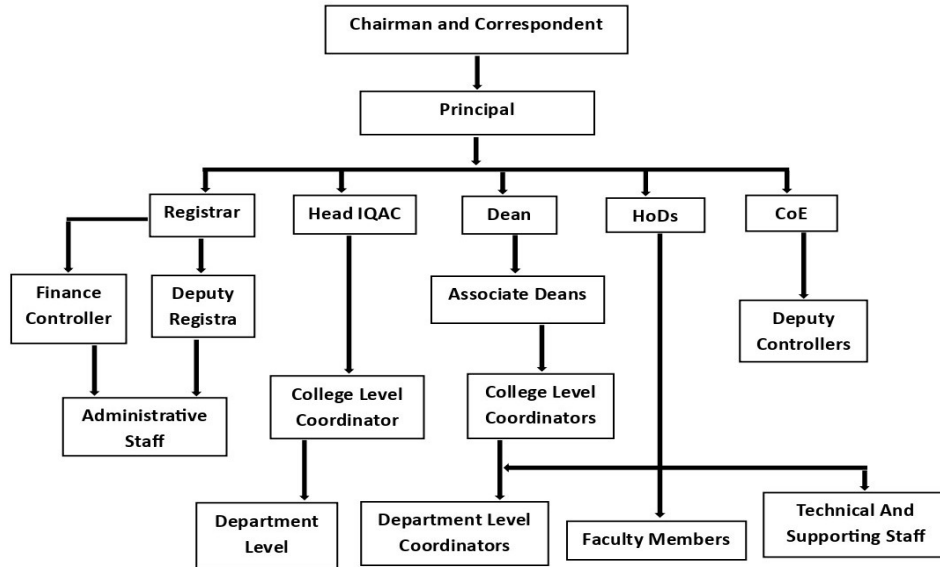 Chairman and Correspondent
Principal
Registrar
Head IQAC
Dean
HoDs
CoE
Finance
Controller
Deputy
Registra
Associate Deans
Deputy
Controllers
Administrative
Staff
College Level
Coordinator
College Level
Coordinators
Department
Level
Department Level
Coordinators
Faculty Members
Technical And
Supporting Staff